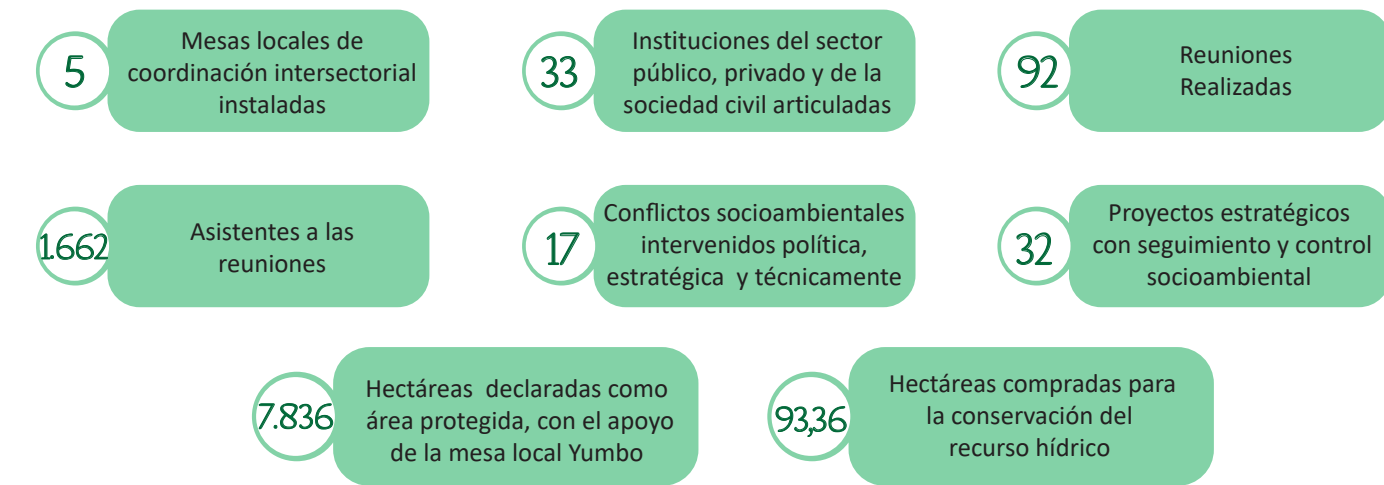 5
Mesas locales de
coordinación intersectorial
instaladas
33
Instituciones del sector
público, privado y de la
sociedad civil articuladas
92
Reuniones
Realizadas
1.662
Asistentes a las
reuniones
17
Conflictos socioambientales
intervenidos política,
estratégica y técnicamente
32
Proyectos estratégicos
con seguimiento y control
socioambiental
7.836
Hectáreas declaradas como
área protegida, con el apoyo
de la mesa local Yumbo
93,36
Hectáreas compradas para
la conservación del
recurso hídrico